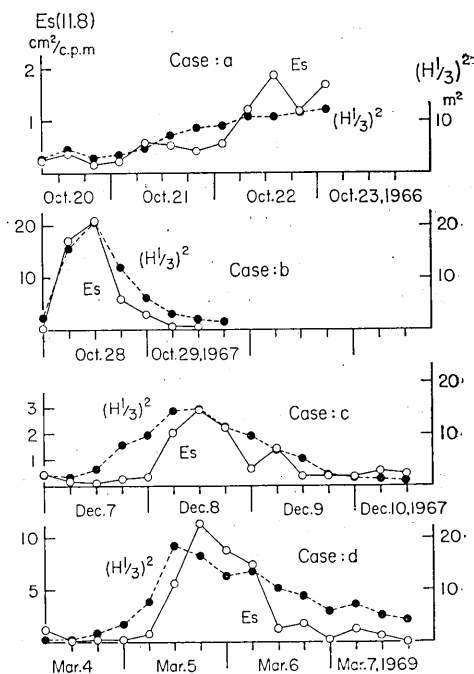 Es(11.8)
cm²/c.p.m
Case : a
Es
(H1/3)²
m²
2
1
10
(H1/3)²
Oct.20
Oct.21
Oct.22
Oct.23,1966
20
10
(H1/3)²
Es
Case : b
20
10
Oct.28
Oct.29,1967
3
2
1
(H1/3)²
Es
Case : c
20
10
Dec.7
Dec.8
Dec.9
Dec.10,1967
10
5
(H1/3)²
Es
Case : d
20
10
Mar.4
Mar.5
Mar.6
Mar.7,1969